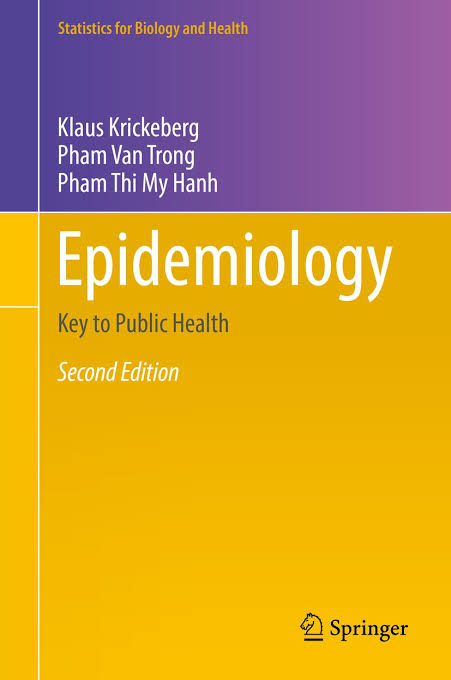 Statistics for Biology and Health
Klaus Krickeberg
Pham Van Trong
Pham Thi My Hanh
Epidemiology
Key to Public Health
Second Edition
Springer